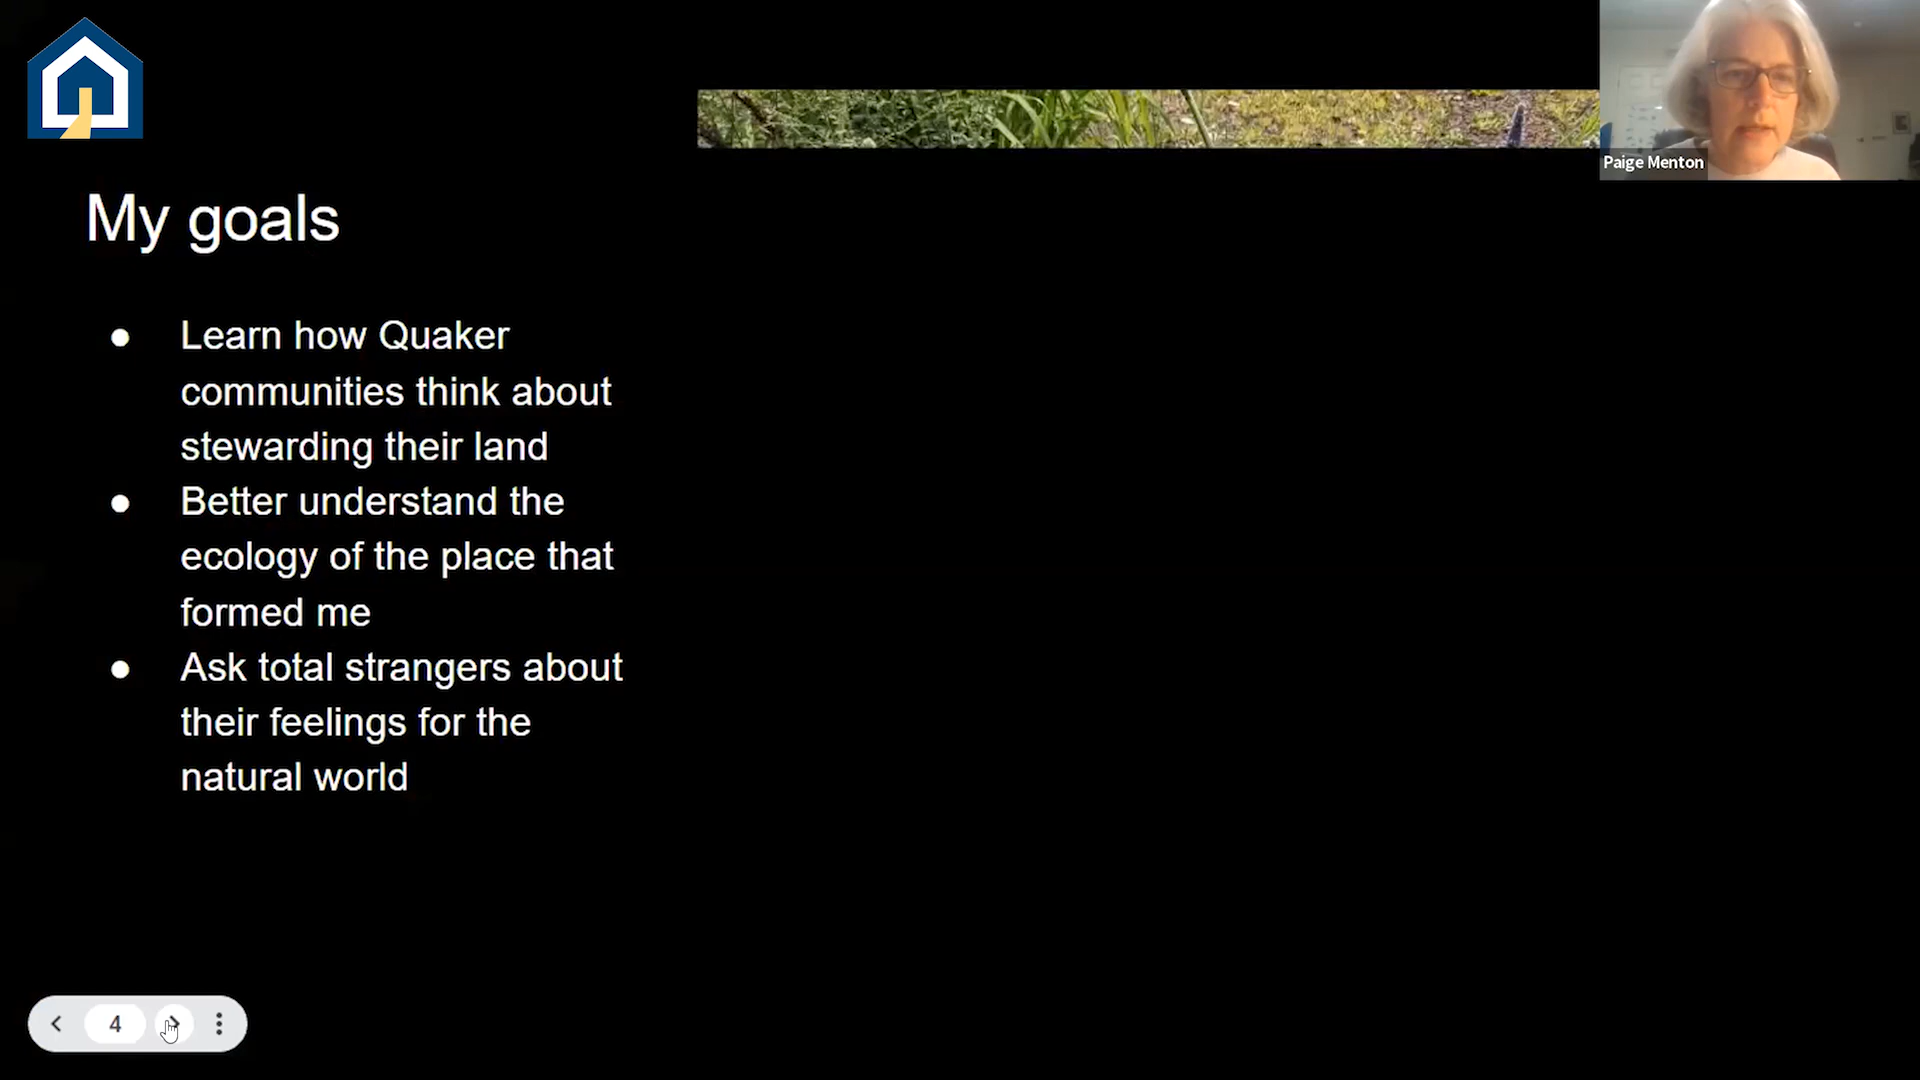 Paige Menton
My goals
● Learn how Quaker
communities think about
stewarding their land
● Better understand the
ecology of the place that
formed me
● Ask total strangers about
their feelings for the
natural world
4